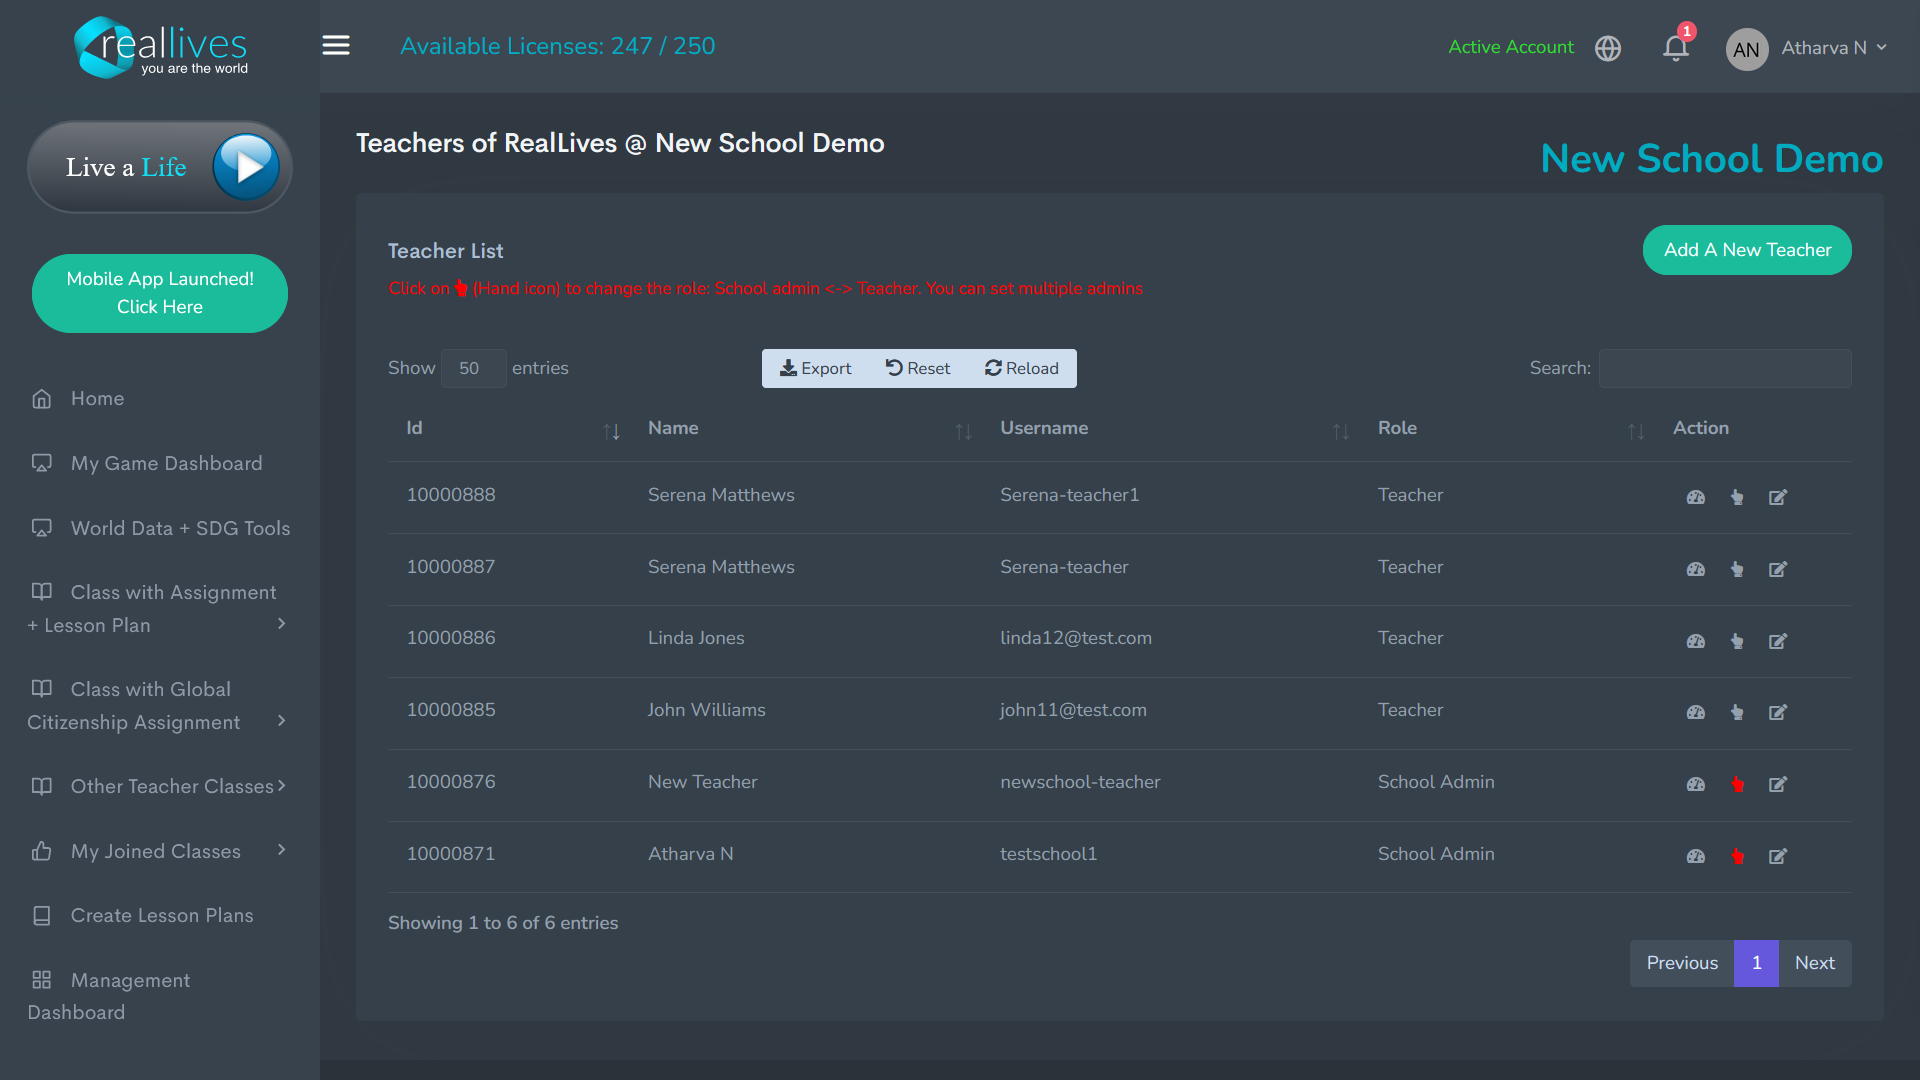 reallives
you are the world
Available Licenses: 247 / 250
Active Account
1
AN
Atharva N
Live a Life
Mobile App Launched!
Click Here
Home
My Game Dashboard
World Data + SDG Tools
Class with Assignment
+ Lesson Plan
Class with Global
Citizenship Assignment
Other Teacher Classes
My Joined Classes
Create Lesson Plans
Management
Dashboard
Teachers of RealLives @ New School Demo
New School Demo
Teacher List
Add A New Teacher
Click on (Hand icon) to change the role: School admin <-> Teacher. You can set multiple admins
Show 50 entries
Export Reset Reload
Search:
Id Name Username Role Action
10000888 Serena Matthews Serena-teacher1 Teacher
10000887 Serena Matthews Serena-teacher Teacher
10000886 Linda Jones linda12@test.com Teacher
10000885 John Williams john11@test.com Teacher
10000876 New Teacher newschool-teacher School Admin
10000871 Atharva N testschool1 School Admin
Showing 1 to 6 of 6 entries
Previous 1 Next